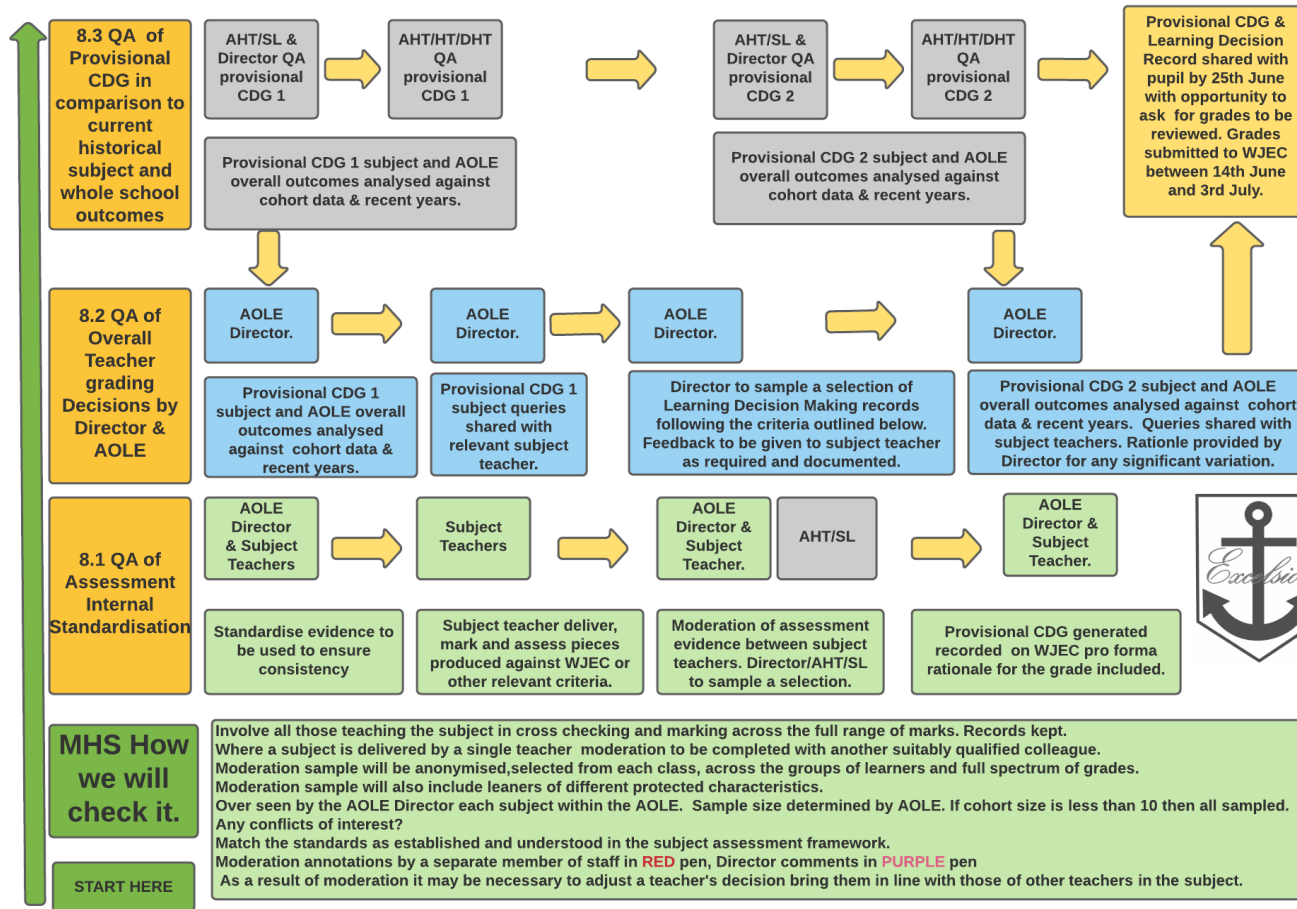 8.3 QA of
Provisional
CDG in
comparison to
current
historical
subject and
whole school
outcomes
AHT/SL &
Director QA
provisional
CDG 1
AHT/HT/DHT
QA
provisional
CDG 1
AHT/SL &
Director QA
provisional
CDG 2
AHT/HT/DHT
QA
provisional
CDG 2
Provisional CDG &
Learning Decision
Record shared with
pupil by 25th June
with opportunity to
ask for grades to be
reviewed. Grades
submitted to WJEC
between 14th June
and 3rd July.
Provisional CDG 1 subject and AOLE
overall outcomes analysed against
cohort data & recent years.
Provisional CDG 2 subject and AOLE
overall outcomes analysed against
cohort data & recent years.
8.2 QA of
Overall
Teacher
grading
Decisions by
Director &
AOLE
AOLE
Director.
AOLE
Director.
AOLE
Director.
AOLE
Director.
Provisional CDG 1
subject and AOLE overall
outcomes analysed
against cohort data &
recent years.
Provisional CDG 1
subject queries
shared with
relevant subject
teacher.
Director to sample a selection of
Learning Decision Making records
following the criteria outlined below.
Feedback to be given to subject teacher
as required and documented.
Provisional CDG 2 subject and AOLE
overall outcomes analysed against cohort
data & recent years. Queries shared with
subject teachers. Rationle provided by
Director for any significant variation.
8.1 QA of
Assessment
Internal
Standardisation
AOLE
Director
& Subject
Teachers
Subject
Teachers
AOLE
Director &
Subject
Teacher.
AHT/SL
AOLE
Director &
Subject
Teacher.
Standardise evidence to
be used to ensure
consistency
Subject teacher deliver,
mark and assess pieces
produced against WJEC or
other relevant criteria.
Moderation of assessment
evidence between subject
teachers. Director/AHT/SL
to sample a selection.
Provisional CDG generated
recorded on WJEC pro forma
rationale for the grade included.
MHS How
we will
check it.
START HERE
Involve all those teaching the subject in cross checking and marking across the full range of marks. Records kept.
Where a subject is delivered by a single teacher moderation to be completed with another suitably qualified colleague.
Moderation sample will be anonymised,selected from each class, across the groups of learners and full spectrum of grades.
Moderation sample will also include leaners of different protected characteristics.
Over seen by the AOLE Director each subject within the AOLE. Sample size determined by AOLE. If cohort size is less than 10 then all sampled.
Any conflicts of interest?
Match the standards as established and understood in the subject assessment framework.
Moderation annotations by a separate member of staff in RED pen, Director comments in PURPLE pen
As a result of moderation it may be necessary to adjust a teacher's decision bring them in line with those of other teachers in the subject.